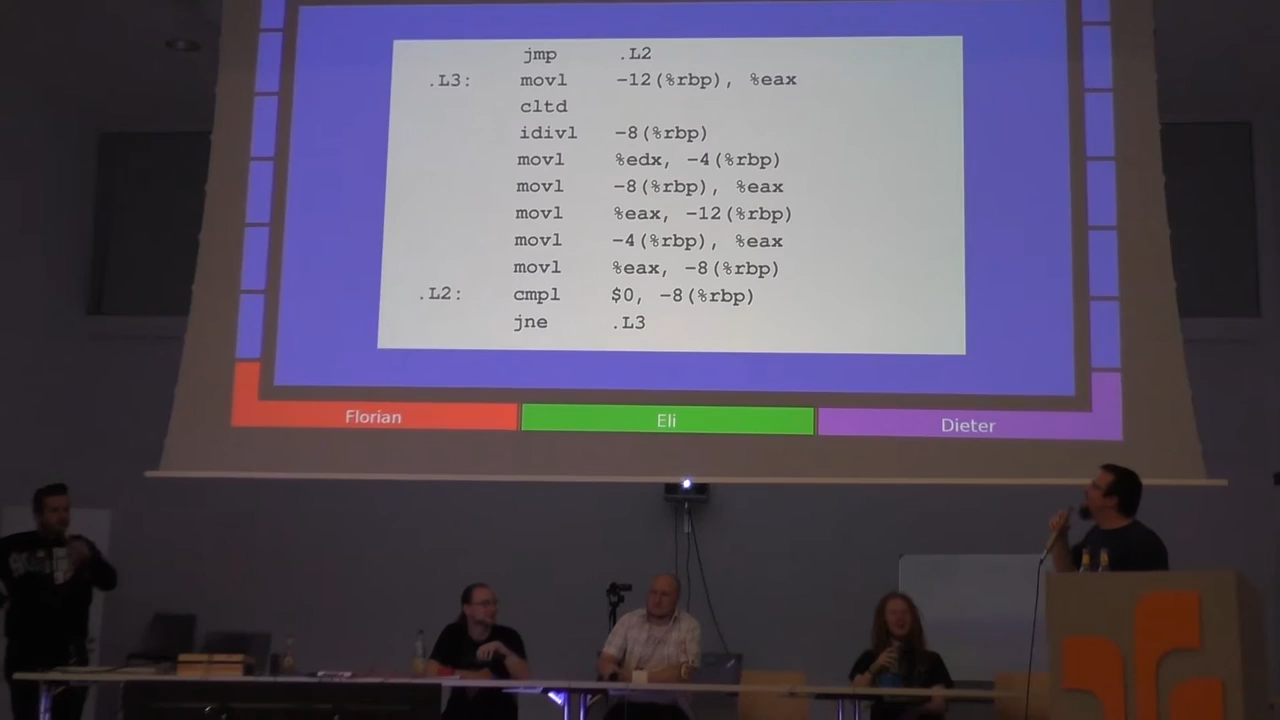 jmp .L2
.L3: movl -12(%rbp), %eax
cltd
idivl -8(%rbp)
movl %edx, -4(%rbp)
movl -8(%rbp), %eax
movl %eax, -12(%rbp)
movl -4(%rbp), %eax
movl %eax, -8(%rbp)
.L2: cmpl $0, -8(%rbp)
jne .L3
Florian Eli Dieter